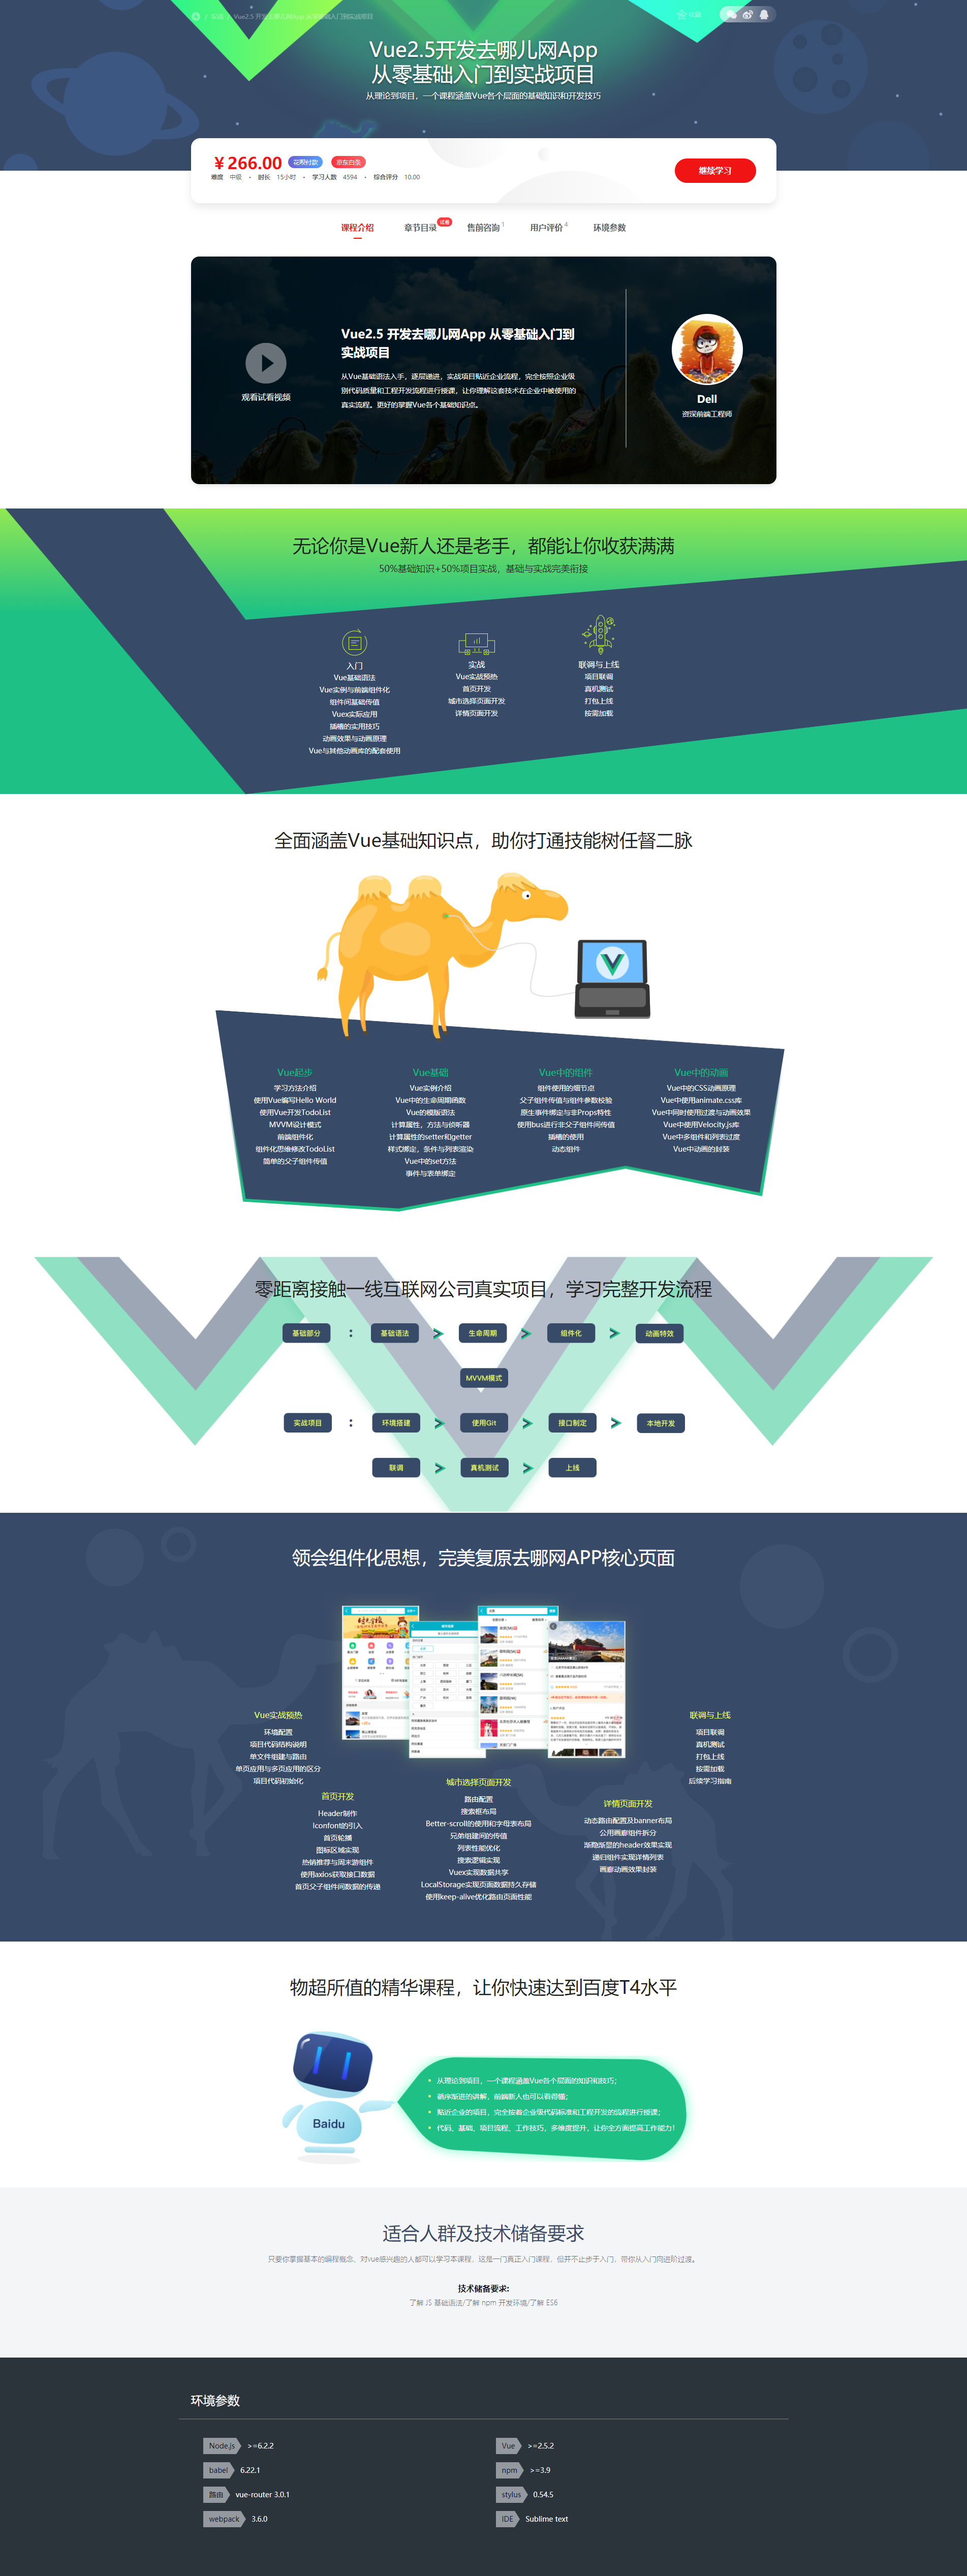 / 实战 / Vue2.5 开发去哪儿网App 从零基础入门到实战项目
收藏
Vue2.5开发去哪儿网App
从零基础入门到实战项目
从理论到项目，一个课程涵盖Vue各个层面的基础知识和开发技巧
￥266.00 花呗付款 京东白条
难度 中级 · 时长 15小时 · 学习人数 4594 · 综合评分 10.00
继续学习
课程介绍 章节目录 试看 售前咨询 1 用户评价 4 环境参数
Vue2.5 开发去哪儿网App 从零基础入门到
实战项目
从Vue基础语法入手，逐层递进，实战项目贴近企业流程，完全按照企业级
别代码质量和工程开发流程进行授课，让你理解这套技术在企业中被使用的
真实流程。更好的掌握Vue各个基础知识点。
观看试看视频
Dell
资深前端工程师
无论你是Vue新人还是老手，都能让你收获满满
50%基础知识+50%项目实战，基础与实战完美衔接
入门
Vue基础语法
Vue实例与前端组件化
组件间基础传值
Vuex实际应用
插槽的实用技巧
动画效果与动画原理
Vue与其他动画库的配套使用
实战
Vue实战预热
首页开发
城市选择页面开发
详情页面开发
联调与上线
项目联调
真机测试
打包上线
按需加载
全面涵盖Vue基础知识点，助你打通技能树任督二脉
Vue起步
学习方法介绍
使用Vue编写Hello World
使用Vue开发TodoList
MVVM设计模式
前端组件化
组件化思维修改TodoList
简单的父子组件传值
Vue基础
Vue实例介绍
Vue中的生命周期函数
Vue的模版语法
计算属性，方法与侦听器
计算属性的setter和getter
样式绑定，条件与列表渲染
Vue中的set方法
事件与表单绑定
Vue中的组件
组件使用的细节点
父子组件传值与组件参数校验
原生事件绑定与非Props特性
使用bus进行非父子组件间传值
插槽的使用
动态组件
Vue中的动画
Vue中的CSS动画原理
Vue中使用animate.css库
Vue中同时使用过渡与动画效果
Vue中使用Velocity.js库
Vue中多组件和列表过度
Vue中动画的封装
零距离接触一线互联网公司真实项目，学习完整开发流程
基础部分 : 基础语法 > 生命周期 > 组件化 > 动画特效
MVVM模式
实战项目 : 环境搭建 > 使用Git > 接口制定 > 本地开发
联调 > 真机测试 > 上线
领会组件化思想，完美复原去哪网APP核心页面
Vue实战预热
环境配置
项目代码结构说明
单文件组建与路由
单页应用与多页应用的区分
项目代码初始化
首页开发
Header制作
Iconfont的引入
首页轮播
图标区域实现
热销推荐与周末游组件
使用axios获取接口数据
首页父子组件间数据的传递
城市选择页面开发
路由配置
搜索框布局
Better-scroll的使用和字母表布局
兄弟组建间的传值
列表性能优化
搜索逻辑实现
Vuex实现数据共享
LocalStorage实现页面数据持久存储
使用keep-alive优化路由页面性能
详情页面开发
动态路由配置及banner布局
公用画廊组件拆分
渐隐渐显的header效果实现
递归组件实现详情列表
画廊动画效果封装
联调与上线
项目联调
真机测试
打包上线
按需加载
后续学习指南
物超所值的精华课程，让你快速达到百度T4水平
Baidu
从理论到项目，一个课程涵盖Vue各个层面的知识和技巧；
循序渐进的讲解，前端新人也可以看得懂；
贴近企业的项目，完全按着企业级代码标准和工程开发的流程进行授课；
代码、基础、项目流程、工作技巧，多维度提升，让你全方面提高工作能力！
适合人群及技术储备要求
只要你掌握基本的编程概念、对vue感兴趣的人都可以学习本课程，这是一门真正入门课程，但并不止步于入门，带你从入门向进阶过渡。
技术储备要求:
了解 JS 基础语法/了解 npm 开发环境/了解 ES6
环境参数
Node.js >=6.2.2
Vue >=2.5.2
babel 6.22.1
npm >=3.9
路由 vue-router 3.0.1
stylus 0.54.5
webpack 3.6.0
IDE Sublime text